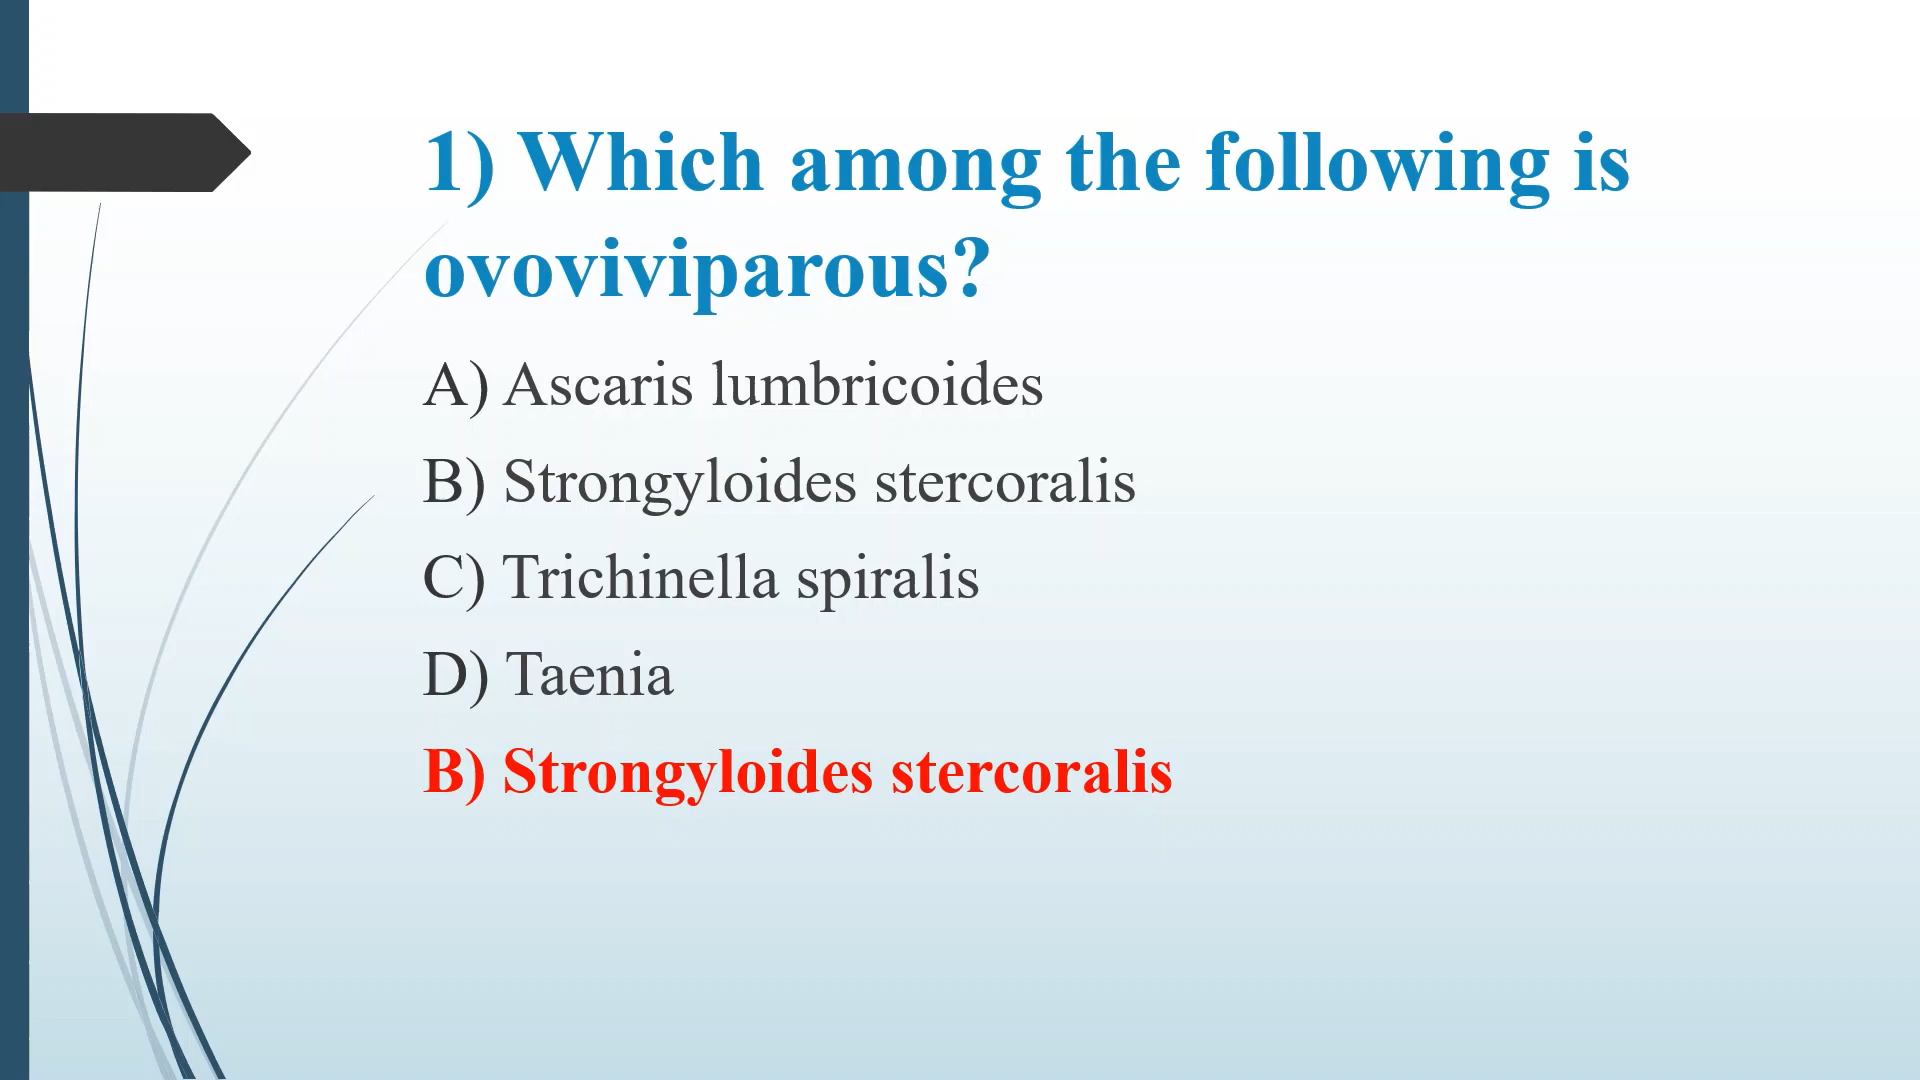 1) Which among the following is
ovoviviparous?
A) Ascaris lumbricoides
B) Strongyloides stercoralis
C) Trichinella spiralis
D) Taenia
B) Strongyloides stercoralis